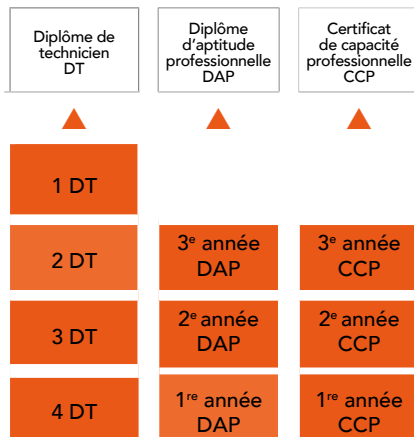 Diplôme de
technicien
DT
Diplôme
d'aptitude
professionnelle
DAP
Certificat
de capacité
professionnelle
CCP
1 DT
2 DT
3e année
DAP
3e année
CCP
3 DT
2e année
DAP
2e année
CCP
4 DT
1re année
DAP
1re année
CCP